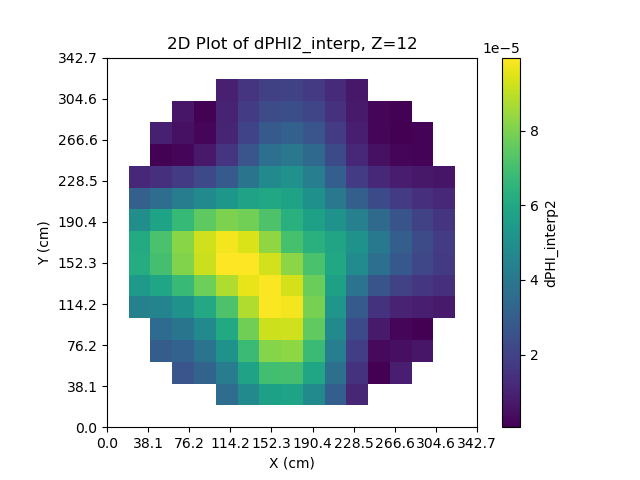 2D Plot of dPHI2_interp, Z=12
1e−5
342.7
304.6
266.6
228.5
190.4
152.3
114.2
76.2
38.1
0.0
Y (cm)
0.0 38.1 76.2 114.2 152.3 190.4 228.5 266.6 304.6 342.7
X (cm)
8
6
4
2
dPHI_interp2